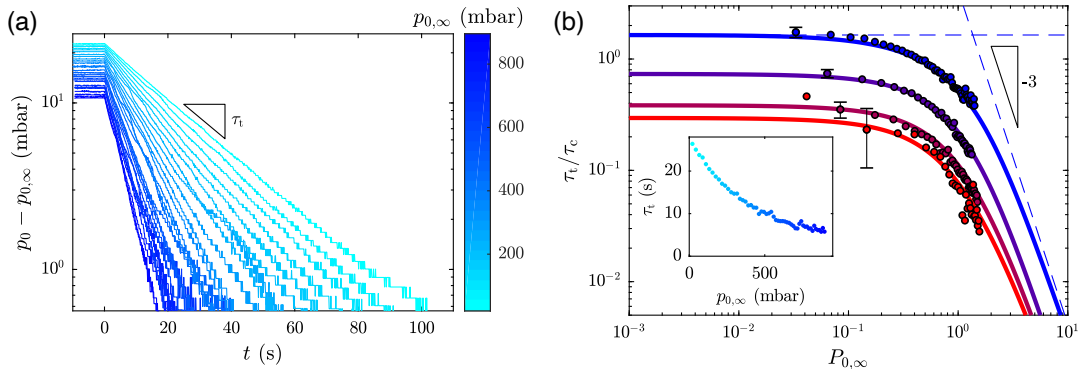 (a)
p₀,∞ (mbar)
p₀ − p₀,∞ (mbar)
10¹
10⁰
τₜ
800
600
400
200
0 20 40 60 80 100
t (s)
(b)
τₜ/τ_c
10⁰
10⁻¹
10⁻²
-3
τₜ (s)
20
10
0
0 500
p₀,∞ (mbar)
10⁻³ 10⁻² 10⁻¹ 10⁰ 10¹
P₀,∞